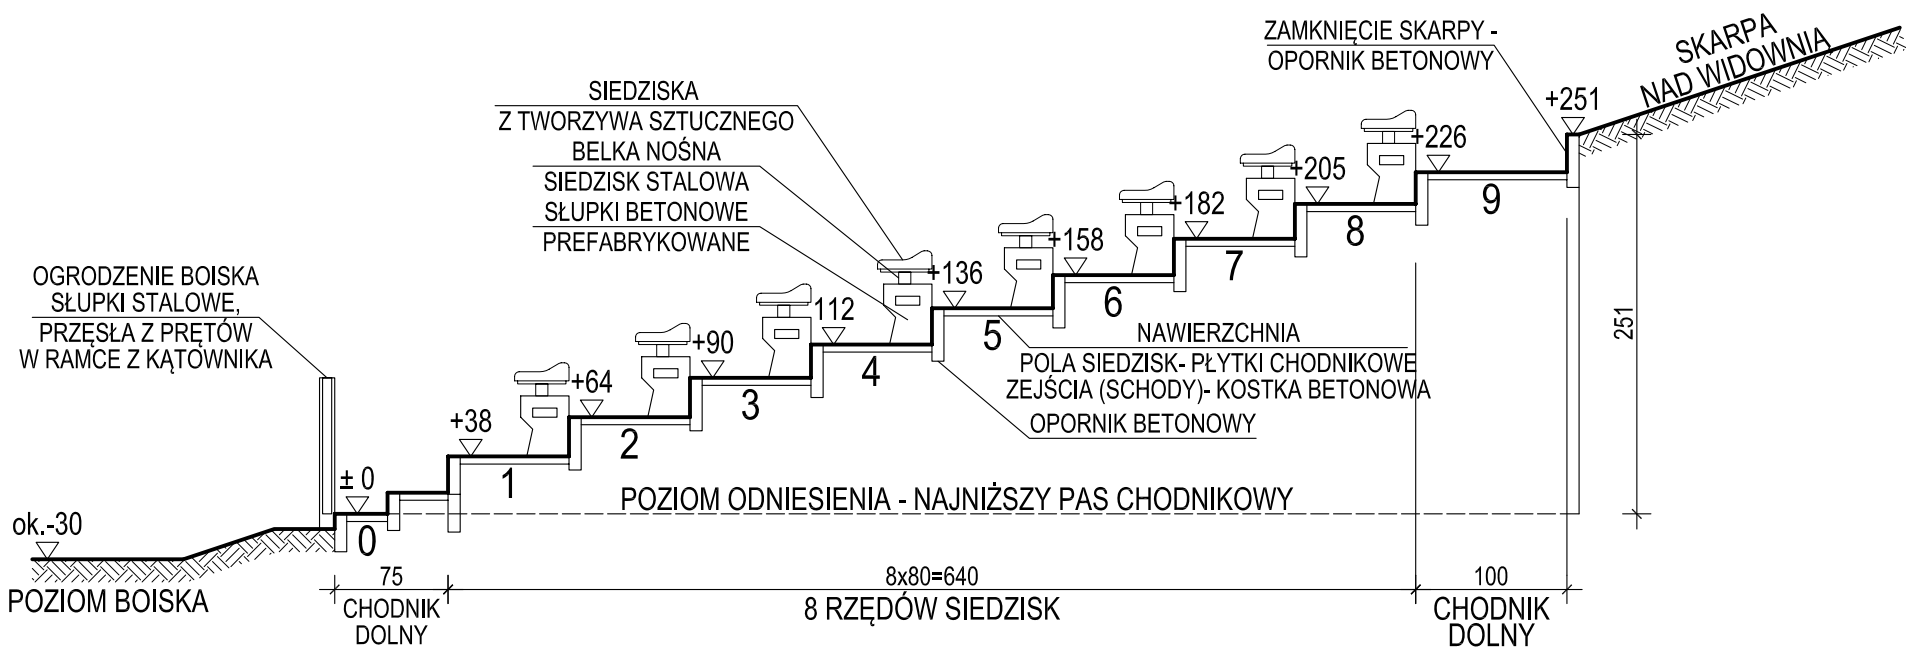 ZAMKNIĘCIE SKARPY -
OPORNIK BETONOWY
SKARPA
NAD WIDOWNIĄ
+251
SIEDZISKA
Z TWORZYWA SZTUCZNEGO
BELKA NOŚNA
SIEDZISK STALOWA
SŁUPKI BETONOWE
PREFABRYKOWANE
+226
+205
+182
+158
+136
112
+90
+64
+38
± 0
ok.-30
OGRODZENIE BOISKA
SŁUPKI STALOWE,
PRZĘSŁA Z PRĘTÓW
W RAMCE Z KĄTOWNIKA
9
8
7
6
5
4
3
2
1
0
NAWIERZCHNIA
POLA SIEDZISK- PŁYTKI CHODNIKOWE
ZEJŚCIA (SCHODY)- KOSTKA BETONOWA
OPORNIK BETONOWY
251
POZIOM ODNIESIENIA - NAJNIŻSZY PAS CHODNIKOWY
POZIOM BOISKA
75
CHODNIK
DOLNY
8x80=640
8 RZĘDÓW SIEDZISK
100
CHODNIK
DOLNY